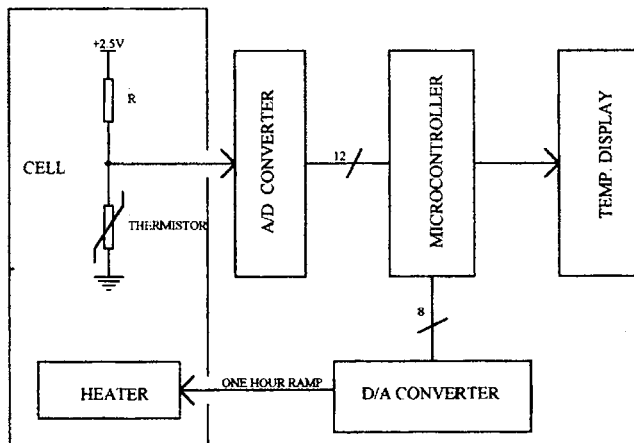 +2.5V
R
CELL
THERMISTOR
A/D CONVERTER
12
MICROCONTROLLER
TEMP. DISPLAY
8
HEATER
ONE HOUR RAMP
D/A CONVERTER